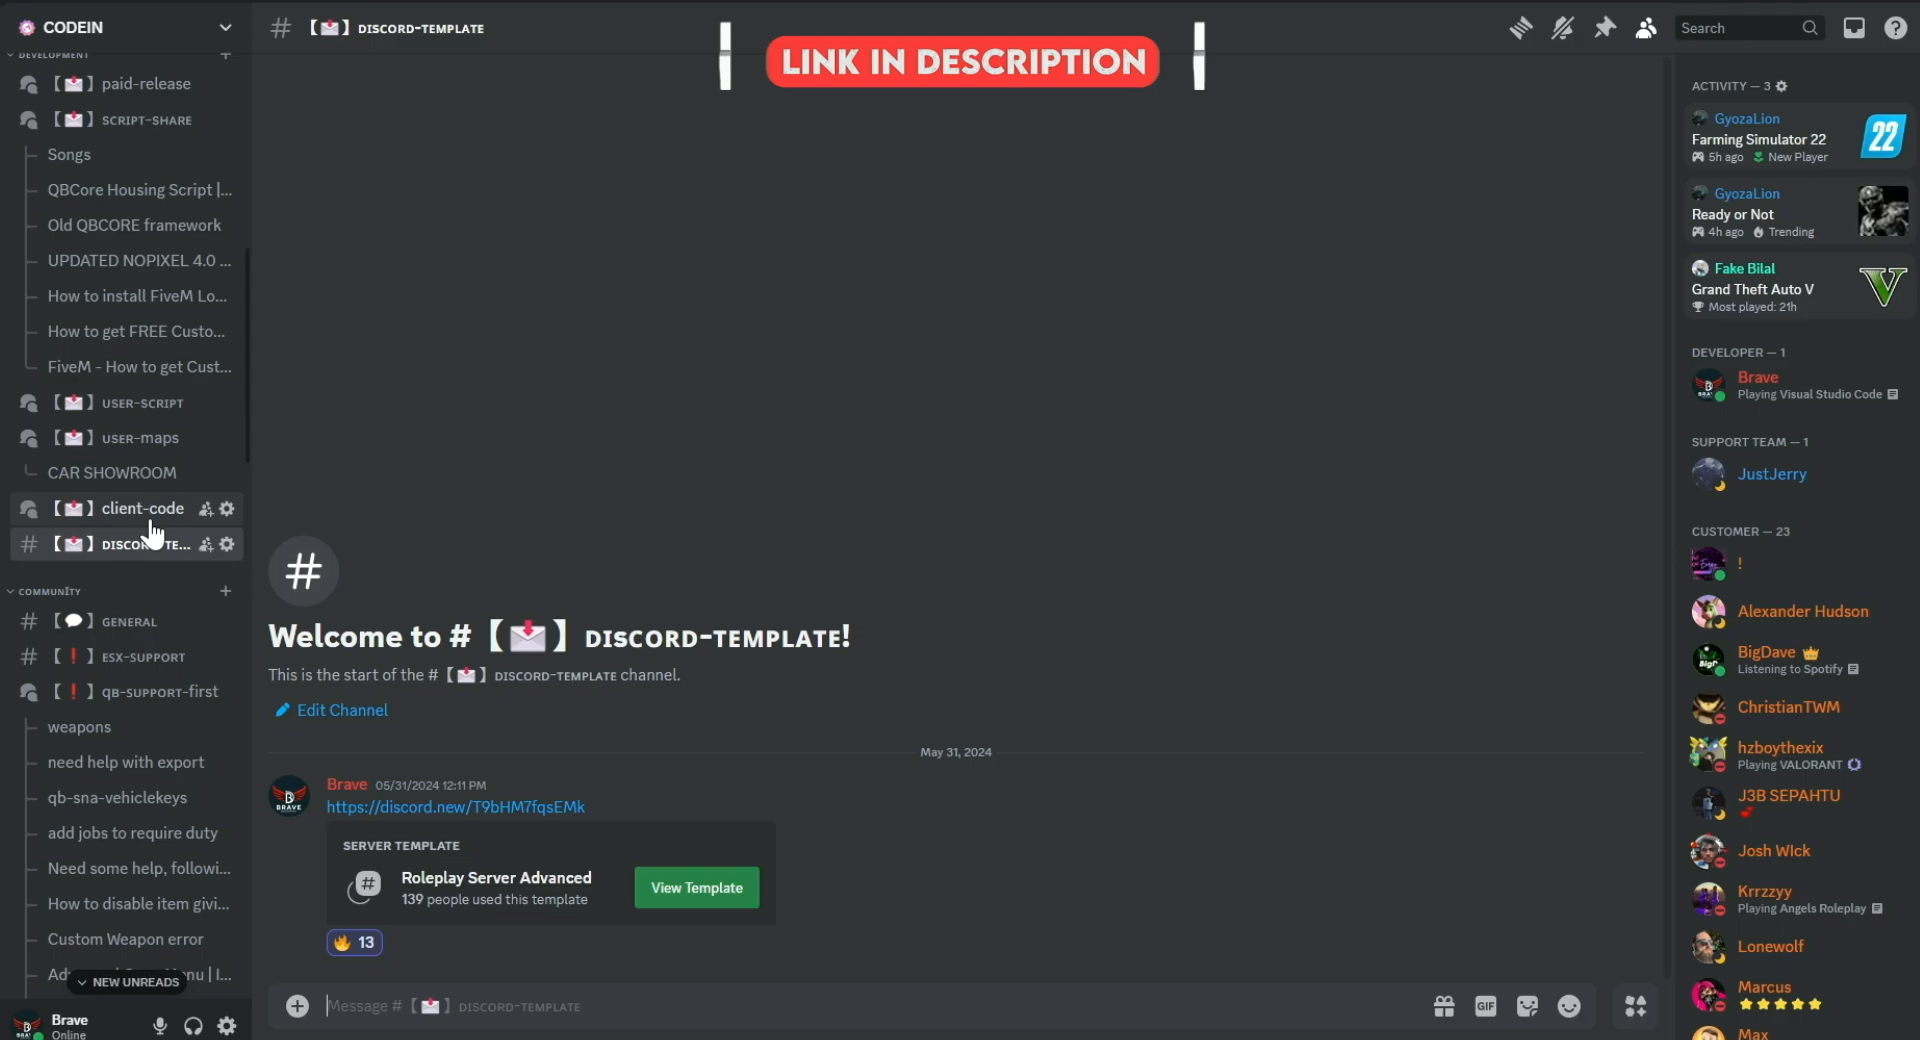 CODEIN
DEVELOPMENT
【📩】paid-release
【📩】SCRIPT-SHARE
Songs
QBCore Housing Script |...
Old QBCORE framework
UPDATED NOPIXEL 4.0 ...
How to install FiveM Lo...
How to get FREE Custo...
FiveM - How to get Cust...
【📩】USER-SCRIPT
【📩】USER-maps
CAR SHOWROOM
【📩】client-code
COMMUNİTY
【💬】GENERAL
【❗】ESX-SUPPORT
【❗】QB-SUPPORT-first
weapons
need help with export
qb-sna-vehiclekeys
add jobs to require duty
Need some help, followi...
How to disable item givi...
Custom Weapon error
NEW UNREADS
Brave
Online
# 【📩】DISCORD-TEMPLATE
LINK IN DESCRIPTION
Search
Welcome to # 【📩】DISCORD-TEMPLATE!
This is the start of the # 【📩】DISCORD-TEMPLATE channel.
Edit Channel
May 31, 2024
Brave 05/31/2024 12:11 PM
https://discord.new/T9bHM7fqsEMk
SERVER TEMPLATE
Roleplay Server Advanced
139 people used this template
View Template
🔥 13
Message # 【📩】DISCORD-TEMPLATE
GIF
ACTIVITY — 3
GyozaLion
Farming Simulator 22
5h ago New Player
22
GyozaLion
Ready or Not
4h ago Trending
Fake Bilal
Grand Theft Auto V
Most played: 21h
V
DEVELOPER — 1
Brave
Playing Visual Studio Code
SUPPORT TEAM — 1
JustJerry
CUSTOMER — 23
!
Alexander Hudson
BigDave
Listening to Spotify
ChristianTWM
hzboythexix
Playing VALORANT
J3B SEPAHTU
Josh WIck
Krrzzyy
Playing Angels Roleplay
Lonewolf
Marcus
⭐⭐⭐⭐⭐
Max